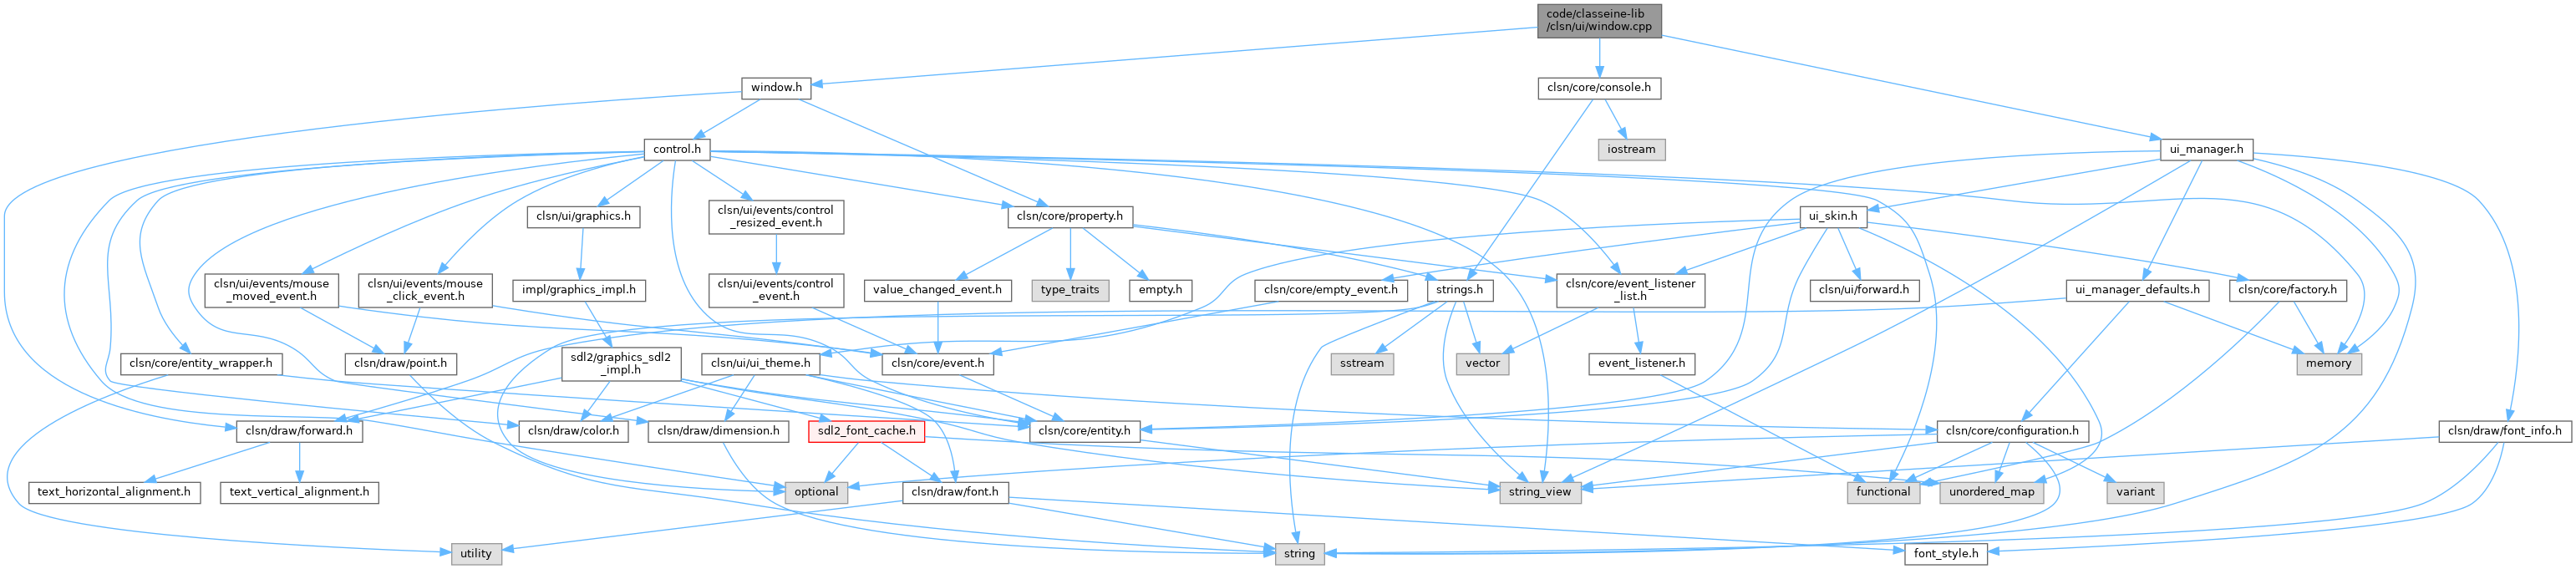 code/classeine-lib
/clsn/ui/window.cpp
window.h
clsn/core/console.h
control.h
iostream
ui_manager.h
clsn/ui/graphics.h
clsn/ui/events/control
_resized_event.h
clsn/core/property.h
ui_skin.h
clsn/ui/events/mouse
_moved_event.h
clsn/ui/events/mouse
_click_event.h
impl/graphics_impl.h
clsn/ui/events/control
_event.h
value_changed_event.h
type_traits
empty.h
clsn/core/empty_event.h
strings.h
clsn/core/event_listener
_list.h
clsn/ui/forward.h
ui_manager_defaults.h
clsn/core/factory.h
clsn/core/entity_wrapper.h
clsn/draw/point.h
sdl2/graphics_sdl2
_impl.h
clsn/ui/ui_theme.h
clsn/core/event.h
sstream
vector
event_listener.h
memory
clsn/draw/forward.h
clsn/draw/color.h
clsn/draw/dimension.h
sdl2_font_cache.h
clsn/core/entity.h
clsn/core/configuration.h
clsn/draw/font_info.h
text_horizontal_alignment.h
text_vertical_alignment.h
optional
clsn/draw/font.h
string_view
functional
unordered_map
variant
utility
string
font_style.h